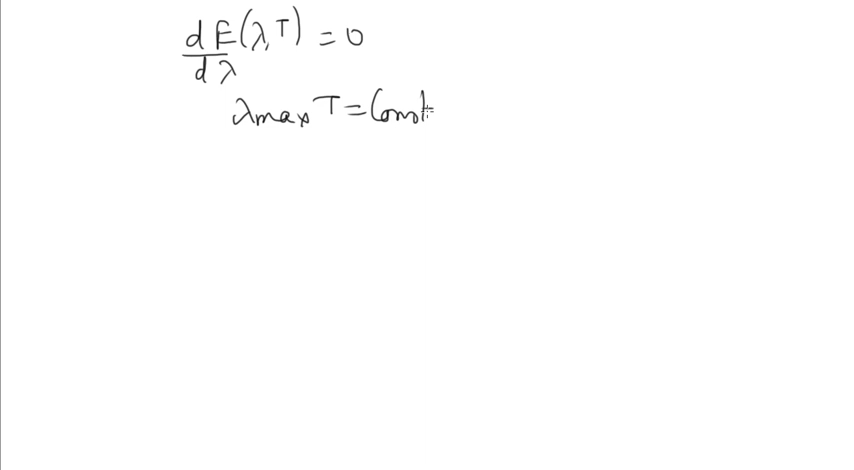 dE(λ,T)/dλ = 0
λmax T = Const